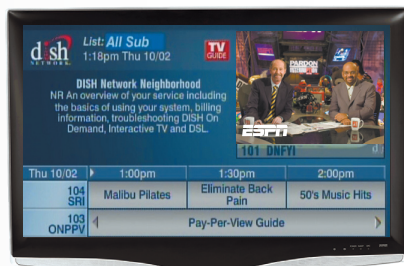 dish
NETWORK
List: All Sub
1:18pm Thu 10/02
TV
GUIDE
DISH Network Neighborhood
NR An overview of your service including
the basics of using your system, billing
information, troubleshooting DISH On
Demand, Interactive TV and DSL.
PARDON
ESPN
101 DNFYI
Thu 10/02 1:00pm 1:30pm 2:00pm
104
SRI
Malibu Pilates
Eliminate Back
Pain
50's Music Hits
103
ONPPV
Pay-Per-View Guide